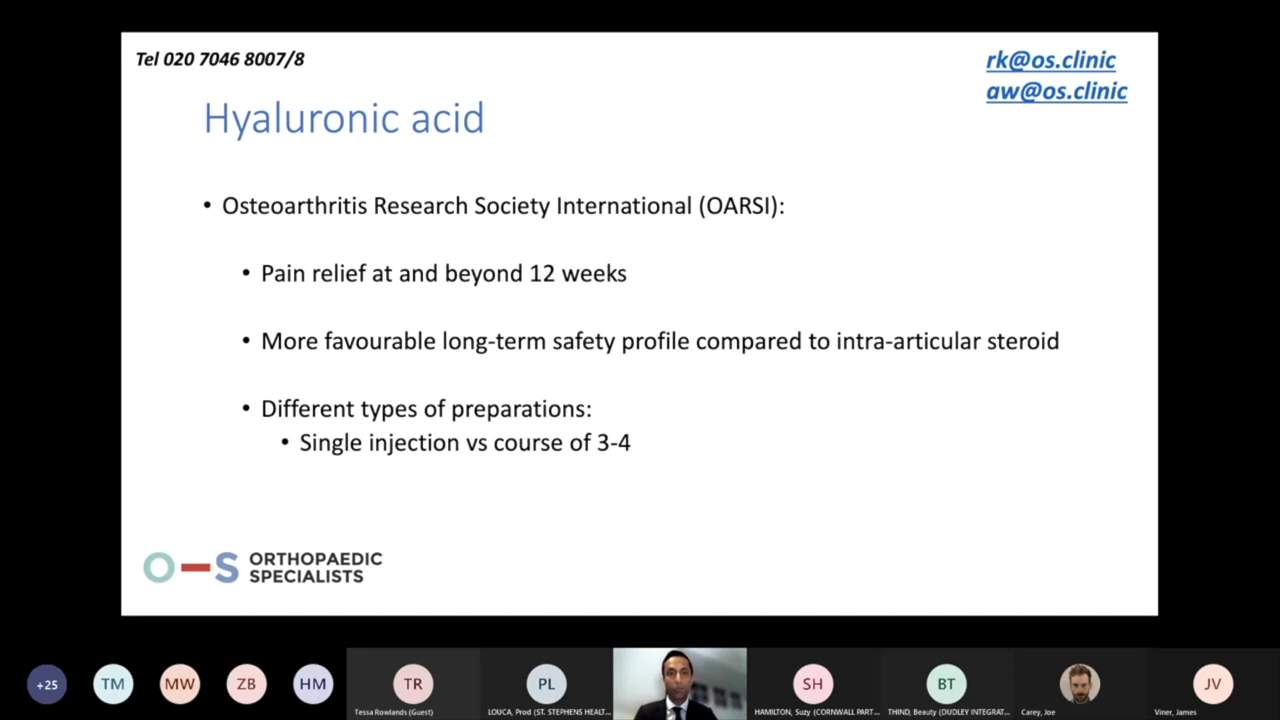 Tel 020 7046 8007/8
rk@os.clinic
aw@os.clinic
Hyaluronic acid
• Osteoarthritis Research Society International (OARSI):
• Pain relief at and beyond 12 weeks
• More favourable long-term safety profile compared to intra-articular steroid
• Different types of preparations:
• Single injection vs course of 3-4
O-S ORTHOPAEDIC
SPECIALISTS
+25
TM
MW
ZB
HM
TR
PL
SH
BT
JV
Tessa Rowlands (Guest)
LOUCA, Prod (ST. STEPHENS HEALT...
HAMILTON, Suzy (CORNWALL PART...
THIND, Beauty (DUDLEY INTEGRAT...
Carey, Joe
Viner, James